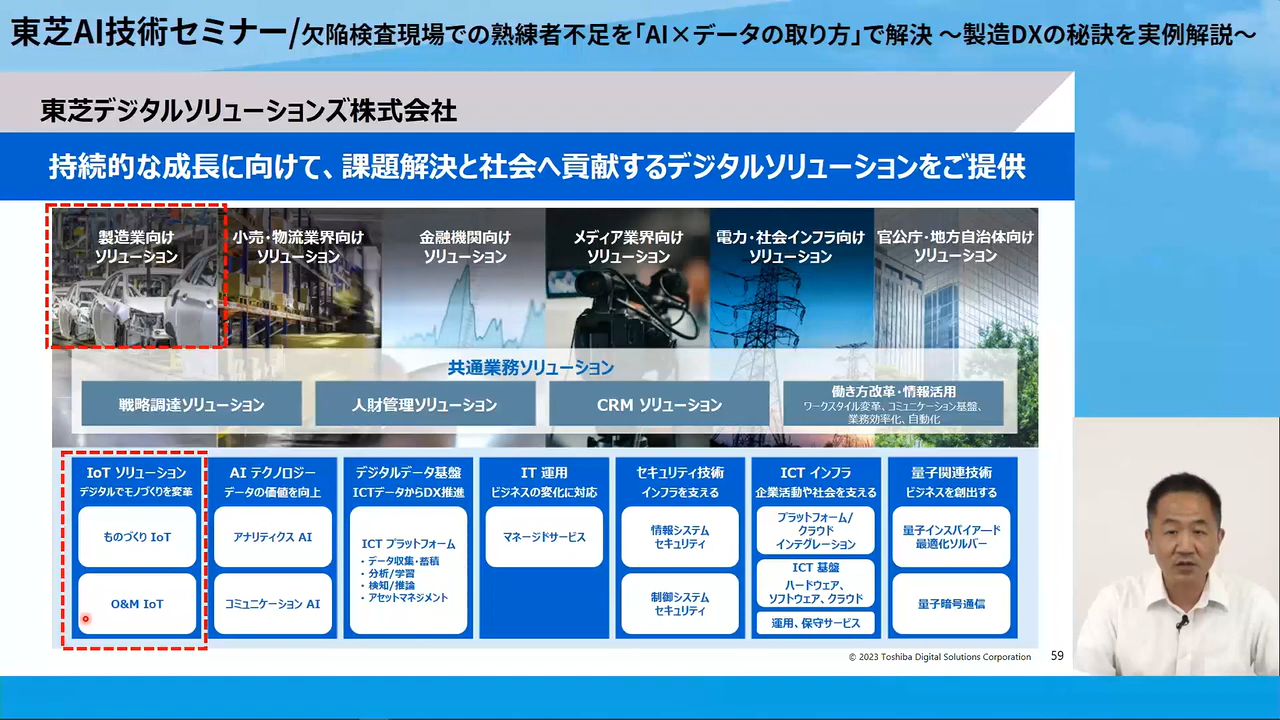 東芝AI技術セミナー/欠陥検査現場での熟練者不足を「AI×データの取り方」で解決 ～製造DXの秘訣を実例解説～
東芝デジタルソリューションズ株式会社
持続的な成長に向けて、課題解決と社会へ貢献するデジタルソリューションをご提供
製造業向け
ソリューション
小売・物流業界向け
ソリューション
金融機関向け
ソリューション
メディア業界向け
ソリューション
電力・社会インフラ向け
ソリューション
官公庁・地方自治体向け
ソリューション
共通業務ソリューション
戦略調達ソリューション
人財管理ソリューション
CRM ソリューション
働き方改革・情報活用
ワークスタイル変革、コミュニケーション基盤、
業務効率化、自動化
IoT ソリューション
デジタルでモノづくりを変革
ものづくり IoT
O&M IoT
AI テクノロジー
データの価値を向上
アナリティクス AI
コミュニケーション AI
デジタルデータ基盤
ICTデータからDX推進
ICT プラットフォーム
・データ収集・蓄積
・分析/学習
・検知/推論
・アセットマネジメント
IT 運用
ビジネスの変化に対応
マネージドサービス
セキュリティ技術
インフラを支える
情報システム
セキュリティ
制御システム
セキュリティ
ICT インフラ
企業活動や社会を支える
プラットフォーム/
クラウド
インテグレーション
ICT 基盤
ハードウェア、
ソフトウェア、クラウド
運用、保守サービス
量子関連技術
ビジネスを創出する
量子インスパイアード
最適化ソルバー
量子暗号通信
© 2023 Toshiba Digital Solutions Corporation
59